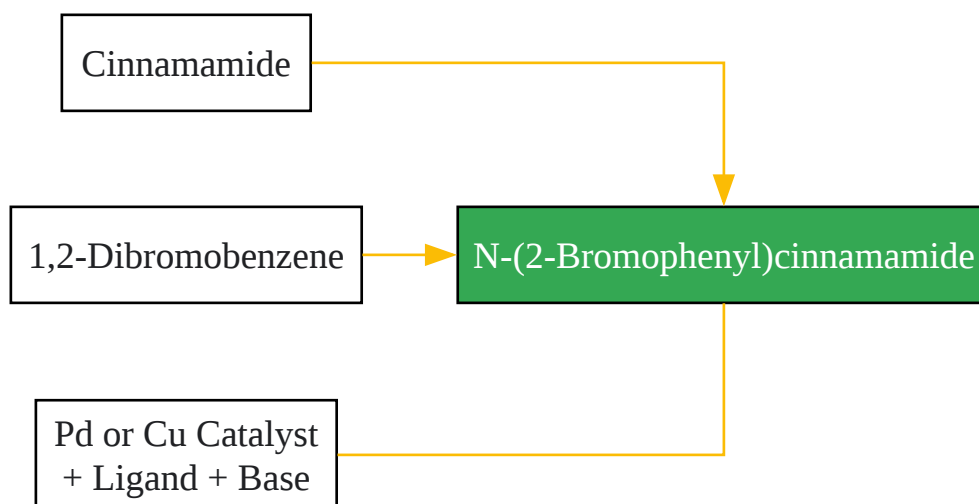 Cinnamamide
1,2-Dibromobenzene
N-(2-Bromophenyl)cinnamamide
Pd or Cu Catalyst
+ Ligand + Base